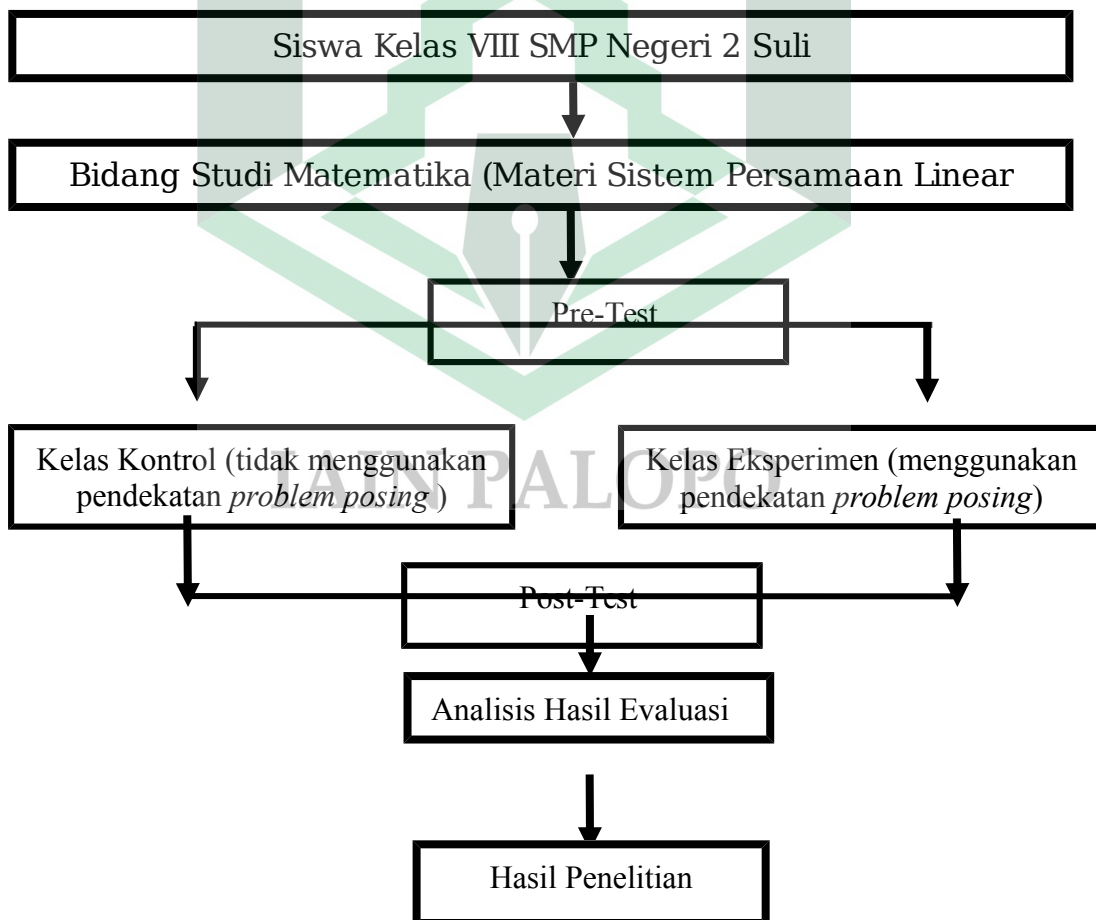 Siswa Kelas VIII SMP Negeri 2 Suli
Bidang Studi Matematika (Materi Sistem Persamaan Linear
Pre-Test
Kelas Kontrol (tidak menggunakan
pendekatan problem posing )
Kelas Eksperimen (menggunakan
pendekatan problem posing)
IAIN PALOPO
Post-Test
Analisis Hasil Evaluasi
Hasil Penelitian